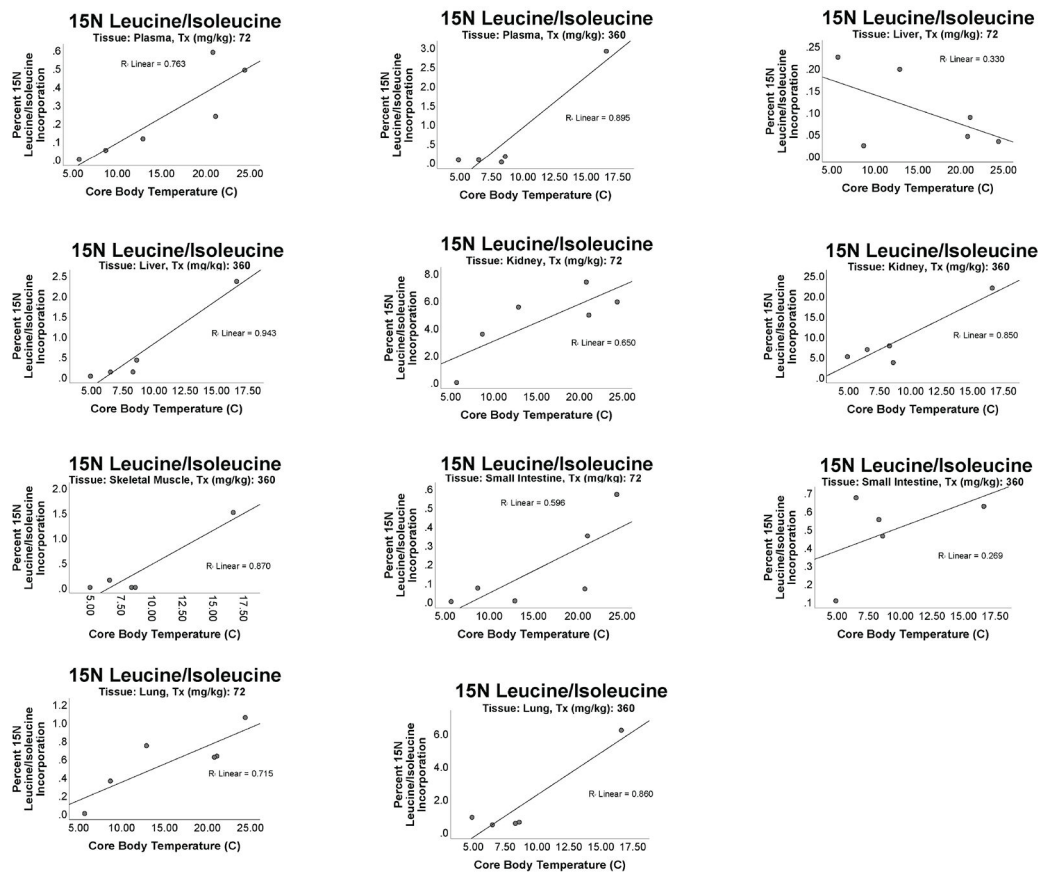 15N Leucine/Isoleucine
Tissue: Plasma, Tx (mg/kg): 72
Percent 15N
Leucine/Isoleucine
Incorporation
.6
.5
.4
.3
.2
.1
.0
R, Linear = 0.763
5.00 10.00 15.00 20.00 25.00
Core Body Temperature (C)
15N Leucine/Isoleucine
Tissue: Plasma, Tx (mg/kg): 360
Percent 15N
Leucine/Isoleucine
Incorporation
3.0
2.5
2.0
1.5
1.0
.5
.0
R, Linear = 0.895
5.00 7.50 10.00 12.50 15.00 17.50
Core Body Temperature (C)
15N Leucine/Isoleucine
Tissue: Liver, Tx (mg/kg): 72
Percent 15N
Leucine/Isoleucine
Incorporation
.25
.20
.15
.10
.05
.00
R, Linear = 0.330
5.00 10.00 15.00 20.00 25.00
Core Body Temperature (C)
15N Leucine/Isoleucine
Tissue: Liver, Tx (mg/kg): 360
Percent 15N
Leucine/Isoleucine
Incorporation
2.5
2.0
1.5
1.0
.5
.0
R, Linear = 0.943
5.00 7.50 10.00 12.50 15.00 17.50
Core Body Temperature (C)
15N Leucine/Isoleucine
Tissue: Kidney, Tx (mg/kg): 72
Percent 15N
Leucine/Isoleucine
Incorporation
8.0
6.0
4.0
2.0
.0
R, Linear = 0.650
5.00 10.00 15.00 20.00 25.00
Core Body Temperature (C)
15N Leucine/Isoleucine
Tissue: Kidney, Tx (mg/kg): 360
Percent 15N
Leucine/Isoleucine
Incorporation
25.0
20.0
15.0
10.0
5.0
.0
R, Linear = 0.850
5.00 7.50 10.00 12.50 15.00 17.50
Core Body Temperature (C)
15N Leucine/Isoleucine
Tissue: Skeletal Muscle, Tx (mg/kg): 360
Percent 15N
Leucine/Isoleucine
Incorporation
2.0
1.5
1.0
.5
.0
R, Linear = 0.870
5.00 7.50 10.00 12.50 15.00 17.50
Core Body Temperature (C)
15N Leucine/Isoleucine
Tissue: Small Intestine, Tx (mg/kg): 72
Percent 15N
Leucine/Isoleucine
Incorporation
.6
.5
.4
.3
.2
.1
.0
R, Linear = 0.596
5.00 10.00 15.00 20.00 25.00
Core Body Temperature (C)
15N Leucine/Isoleucine
Tissue: Small Intestine, Tx (mg/kg): 360
Percent 15N
Leucine/Isoleucine
Incorporation
.7
.6
.5
.4
.3
.2
.1
R, Linear = 0.269
5.00 7.50 10.00 12.50 15.00 17.50
Core Body Temperature (C)
15N Leucine/Isoleucine
Tissue: Lung, Tx (mg/kg): 72
Percent 15N
Leucine/Isoleucine
Incorporation
1.2
1.0
.8
.6
.4
.2
.0
R, Linear = 0.715
5.00 10.00 15.00 20.00 25.00
Core Body Temperature (C)
15N Leucine/Isoleucine
Tissue: Lung, Tx (mg/kg): 360
Percent 15N
Leucine/Isoleucine
Incorporation
6.0
4.0
2.0
.0
R, Linear = 0.860
5.00 7.50 10.00 12.50 15.00 17.50
Core Body Temperature (C)